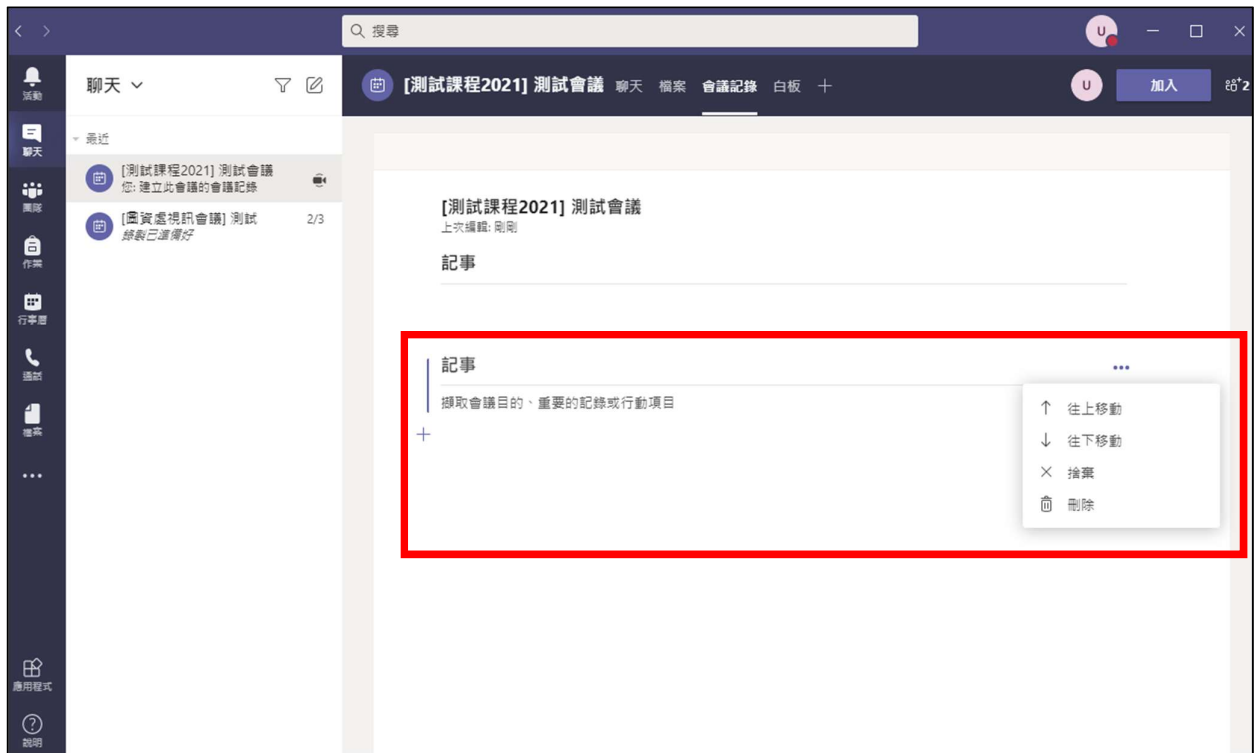 搜尋
U
活動
聊天
團隊
作業
行事曆
通話
檔案
應用程式
說明
聊天
最近
[測試課程2021] 測試會議
您: 建立此會議的會議記錄
[圖資處視訊會議] 測試 2/3
錄製已準備好
[測試課程2021] 測試會議 聊天 檔案 會議記錄 白板
U 加入 2
[測試課程2021] 測試會議
上次編輯: 剛剛
記事
記事
擷取會議目的、重要的記錄或行動項目
往上移動
往下移動
捨棄
刪除